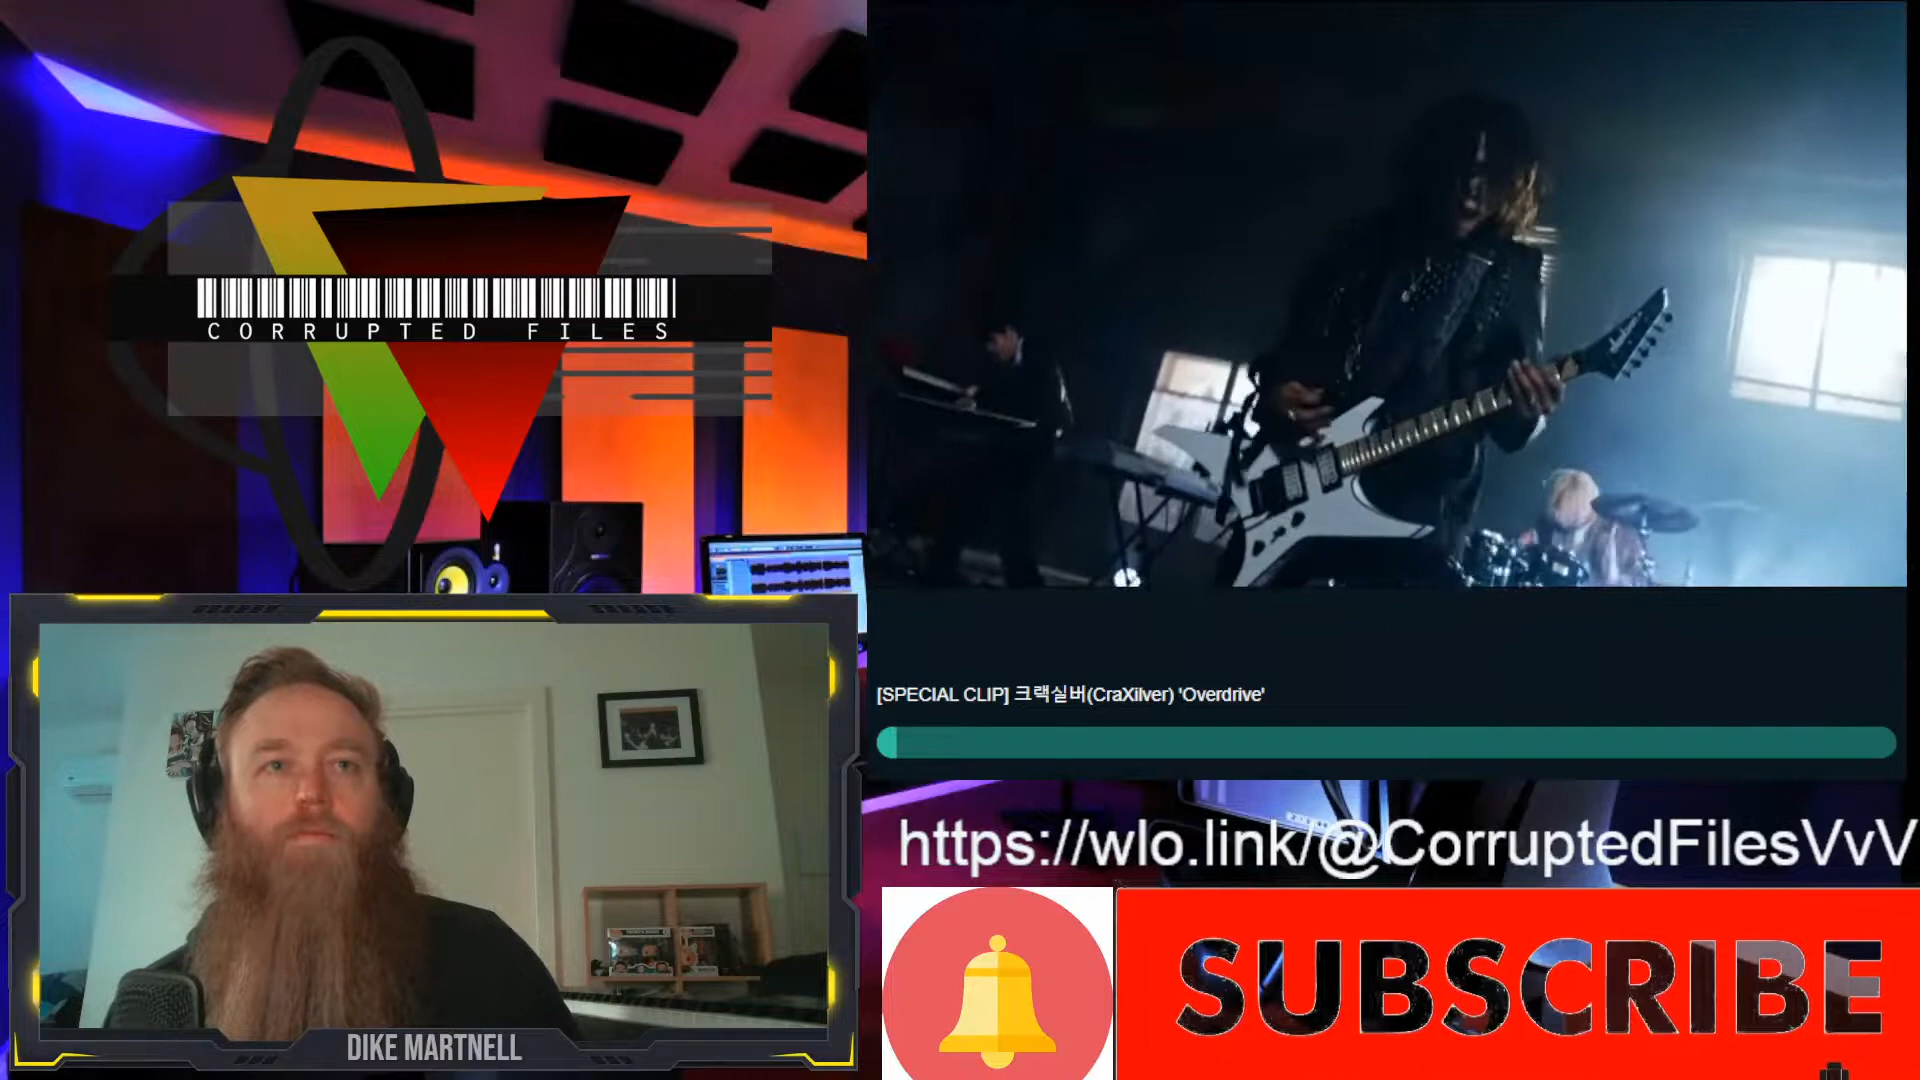 CORRUPTED FILES
[SPECIAL CLIP] 크랙실버(CraXilver) 'Overdrive'
https://wlo.link/@CorruptedFilesVvV
SUBSCRIBE
DIKE MARTNELL